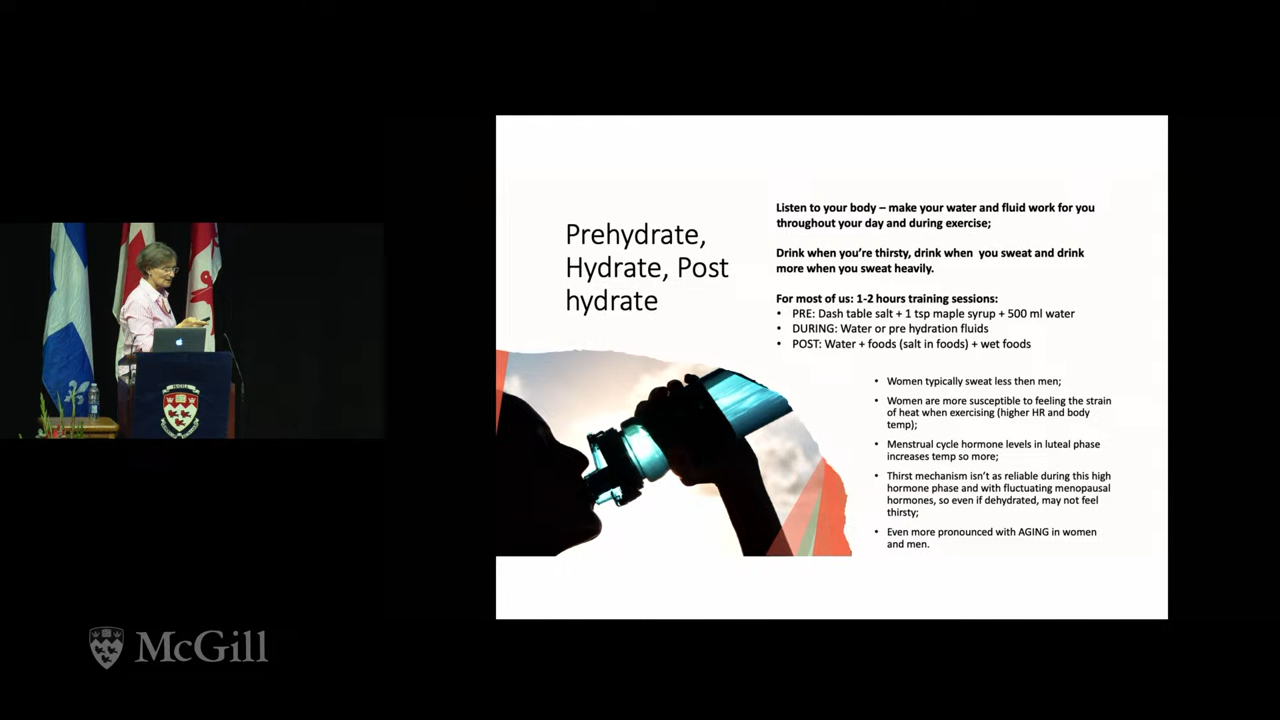 Prehydrate,
Hydrate, Post
hydrate
Listen to your body – make your water and fluid work for you
throughout your day and during exercise;
Drink when you're thirsty, drink when you sweat and drink
more when you sweat heavily.
For most of us: 1-2 hours training sessions:
• PRE: Dash table salt + 1 tsp maple syrup + 500 ml water
• DURING: Water or pre hydration fluids
• POST: Water + foods (salt in foods) + wet foods
• Women typically sweat less then men;
• Women are more susceptible to feeling the strain
of heat when exercising (higher HR and body
temp);
• Menstrual cycle hormone levels in luteal phase
increases temp so more;
• Thirst mechanism isn't as reliable during this high
hormone phase and with fluctuating menopausal
hormones, so even if dehydrated, may not feel
thirsty;
• Even more pronounced with AGING in women
and men.
McGILL
McGill